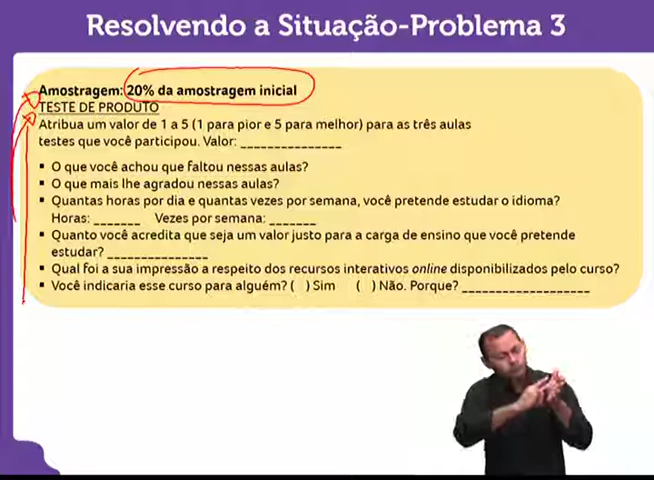 Resolvendo a Situação-Problema 3
Amostragem: 20% da amostragem inicial
TESTE DE PRODUTO
Atribua um valor de 1 a 5 (1 para pior e 5 para melhor) para as três aulas
testes que você participou. Valor: _______________
▪ O que você achou que faltou nessas aulas?
▪ O que mais lhe agradou nessas aulas?
▪ Quantas horas por dia e quantas vezes por semana, você pretende estudar o idioma?
Horas: _______ Vezes por semana: _______
▪ Quanto você acredita que seja um valor justo para a carga de ensino que você pretende
estudar? _______________
▪ Qual foi a sua impressão a respeito dos recursos interativos online disponibilizados pelo curso?
▪ Você indicaria esse curso para alguém? ( ) Sim ( ) Não. Porque? ___________________